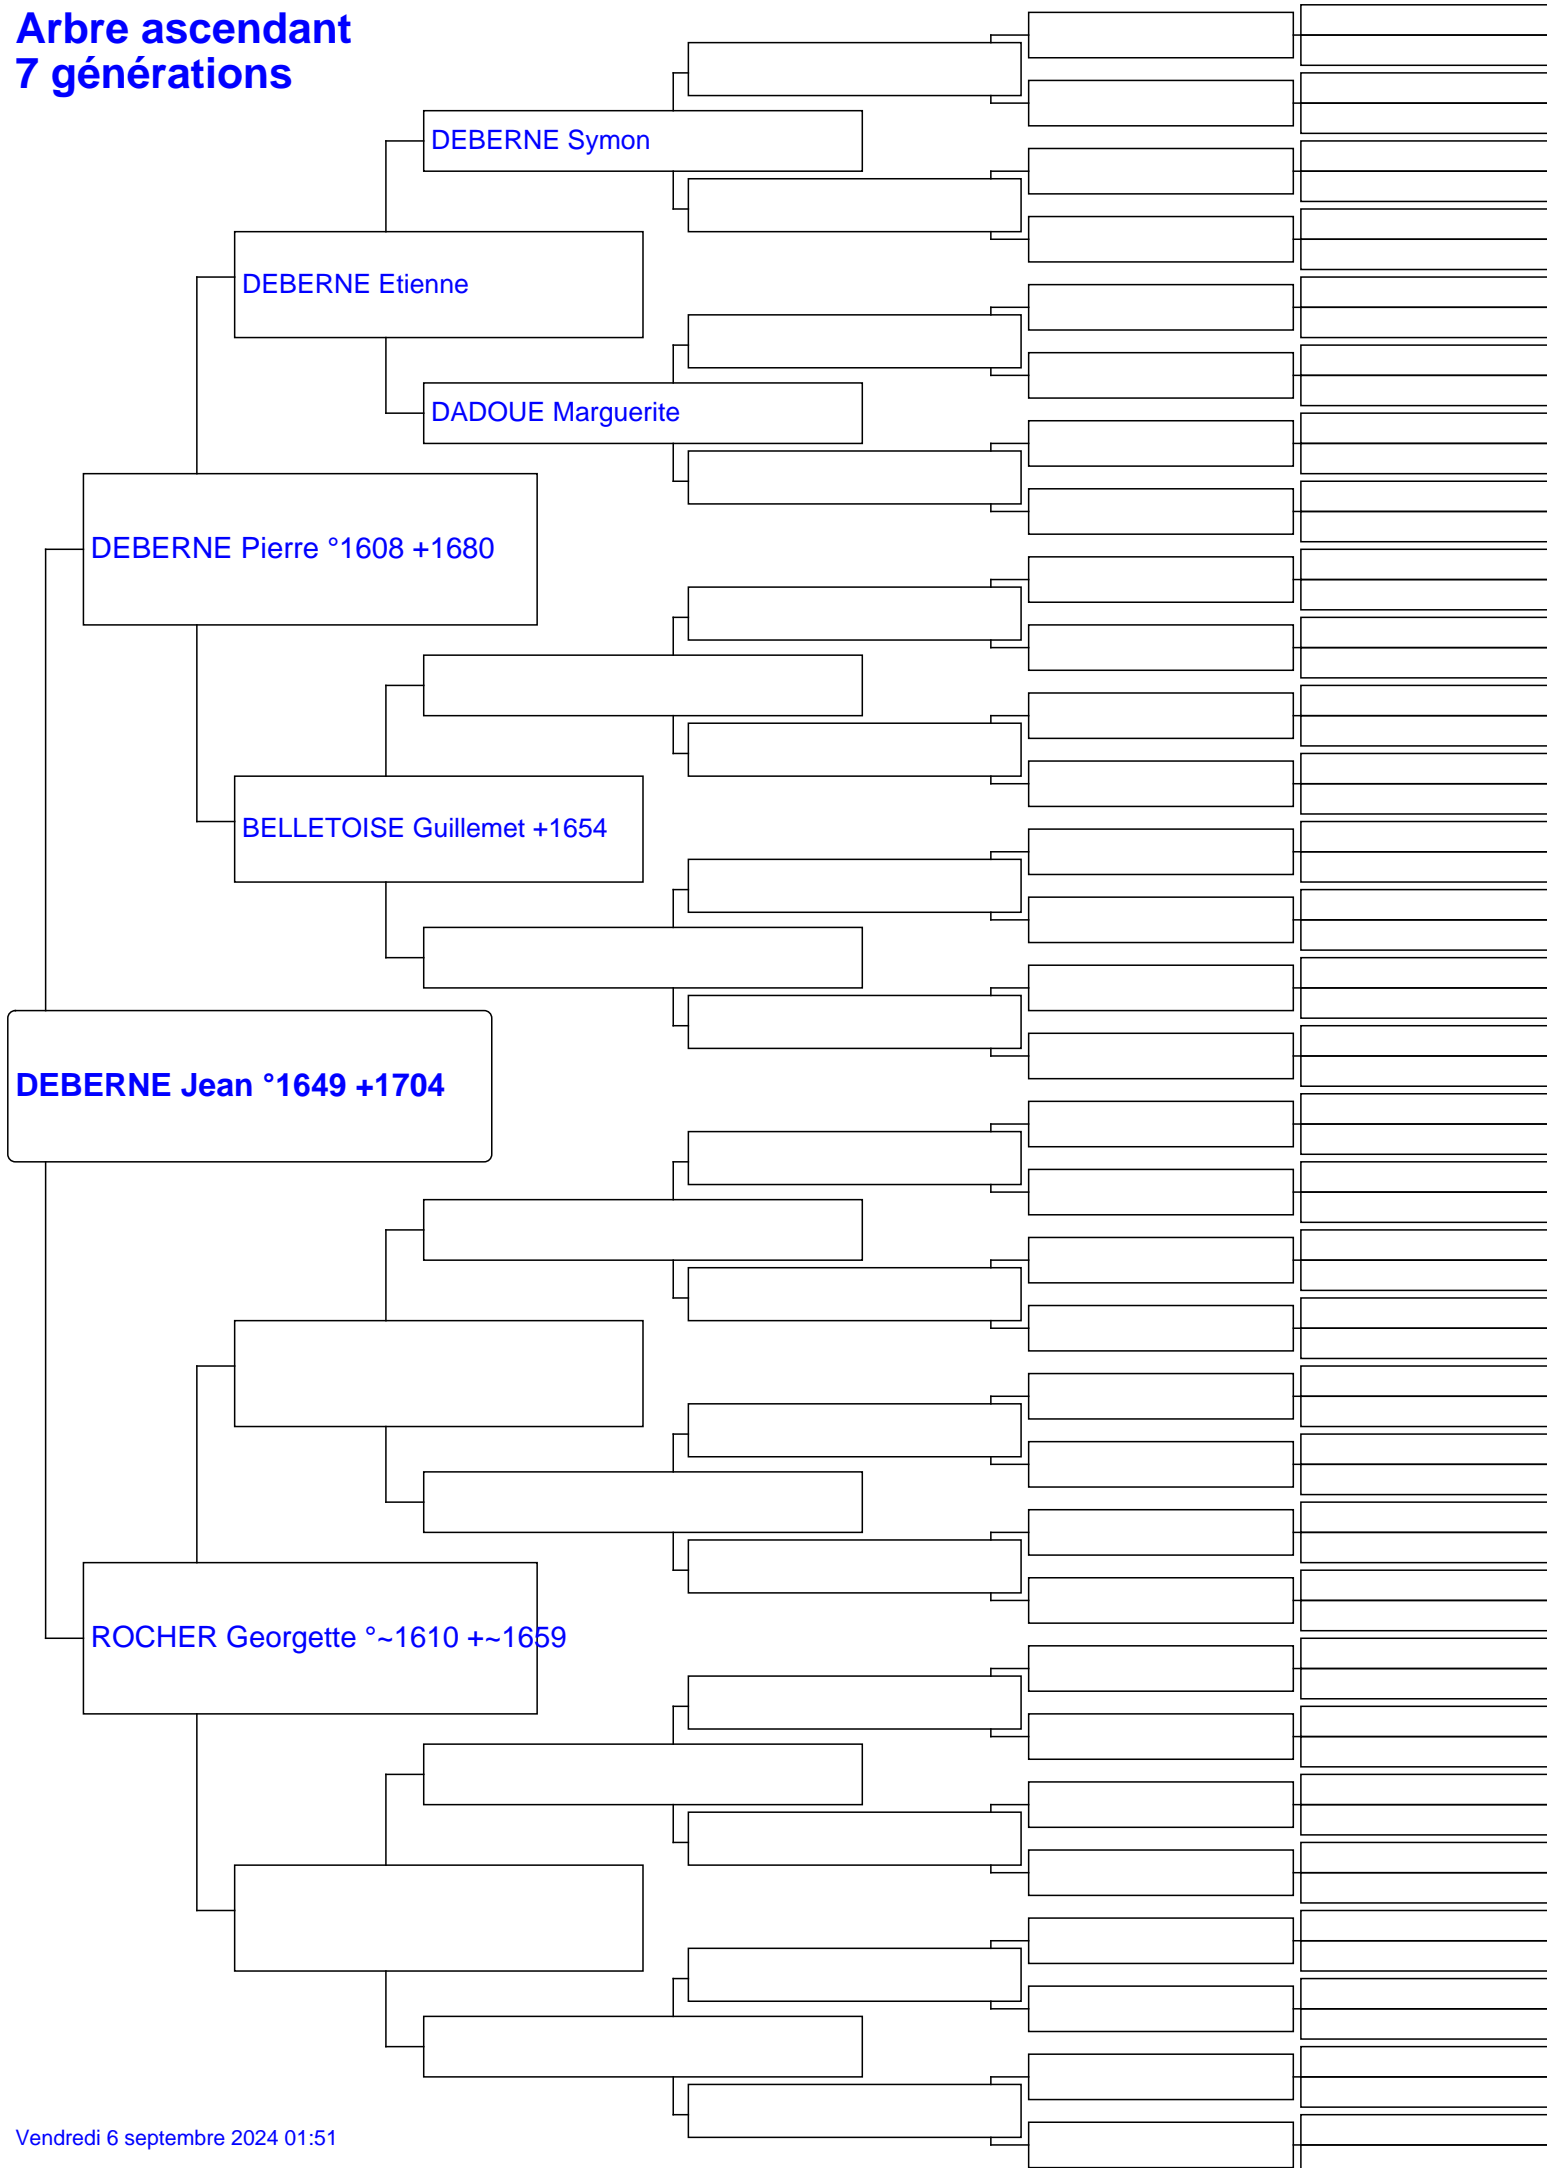 Arbre ascendant
7 générations
DEBERNE Symon
DEBERNE Etienne
DADOUE Marguerite
DEBERNE Pierre °1608 +1680
BELLETOISE Guillemet +1654
DEBERNE Jean °1649 +1704
ROCHER Georgette °~1610 +~1659
Vendredi 6 septembre 2024 01:51